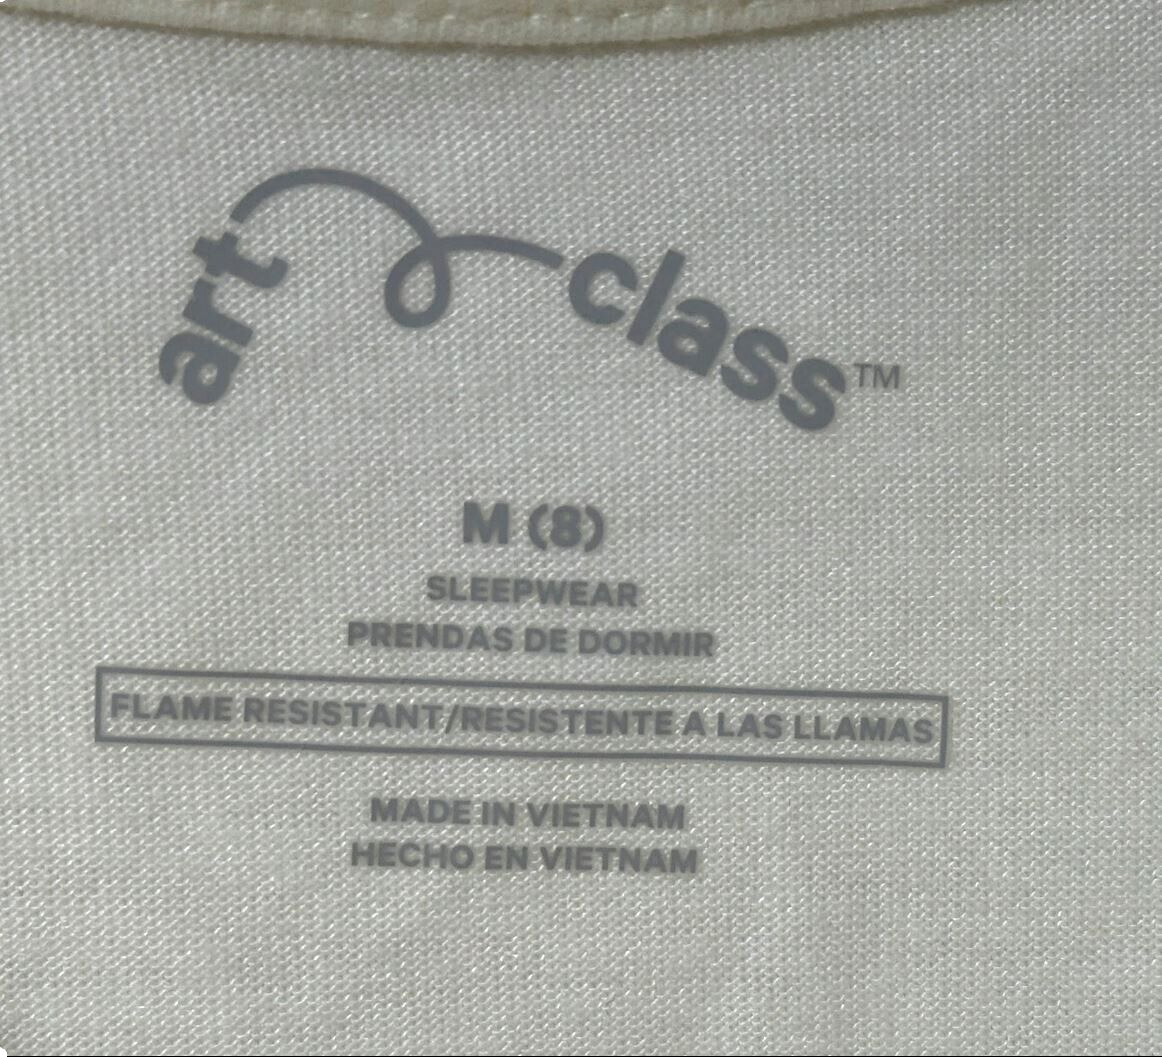 art class™
M (8)
SLEEPWEAR
PRENDAS DE DORMIR
FLAME RESISTANT/RESISTENTE A LAS LLAMAS
MADE IN VIETNAM
HECHO EN VIETNAM